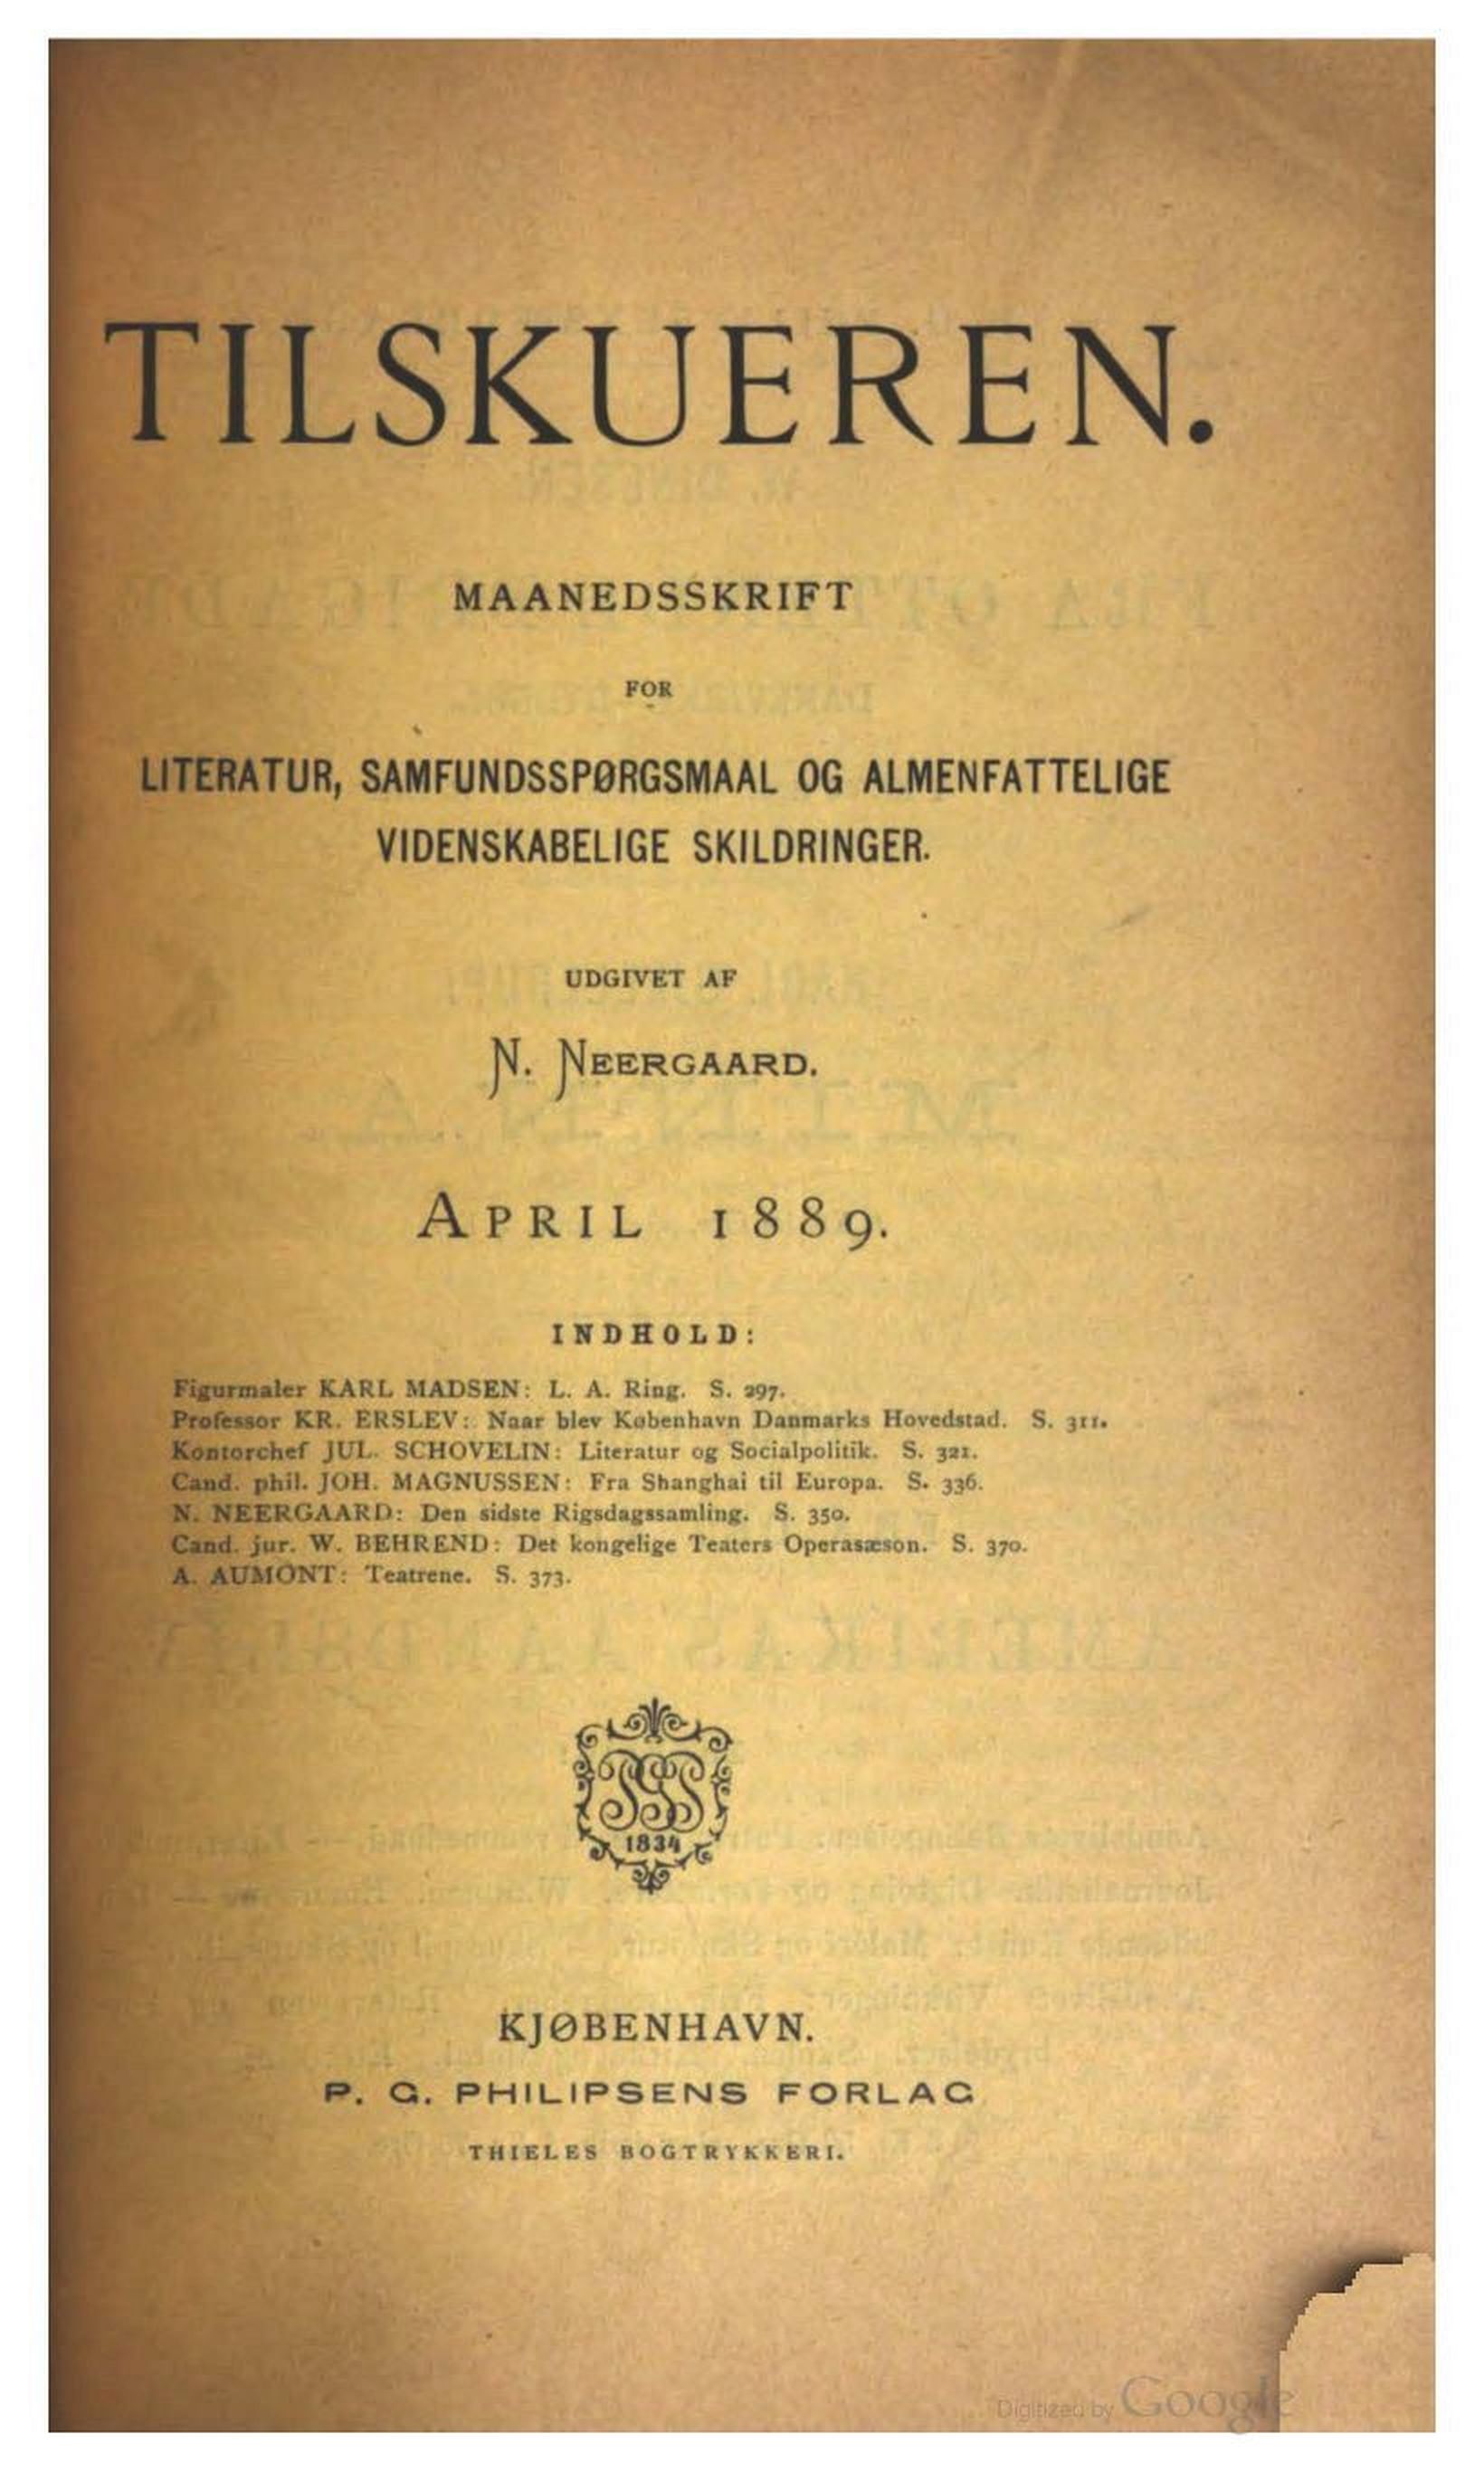 TILSKUEREN.
MAANEDSSKRIFT
FOR
LITERATUR, SAMFUNDSSPØRGSMAAL OG ALMENFATTELIGE
VIDENSKABELIGE SKILDRINGER.
UDGIVET AF
N. NEERGAARD.
APRIL 1889.
INDHOLD:
Figurmaler KARL MADSEN: L. A. Ring. S. 297.
Professor KR. ERSLEV: Naar blev København Danmarks Hovedstad. S. 311.
Kontorchef JUL. SCHOVELIN: Literatur og Socialpolitik. S. 321.
Cand. phil. JOH. MAGNUSSEN: Fra Shanghai til Europa. S. 336.
N. NEERGAARD: Den sidste Rigsdagssamling. S. 350.
Cand. jur. W. BEHREND: Det kongelige Teaters Operasæson. S. 370.
A. AUMONT: Teatrene. S. 373.
1834
KJØBENHAVN.
P. G. PHILIPSENS FORLAG
THIELES BOGTRYKKERI.
Digitized by Google